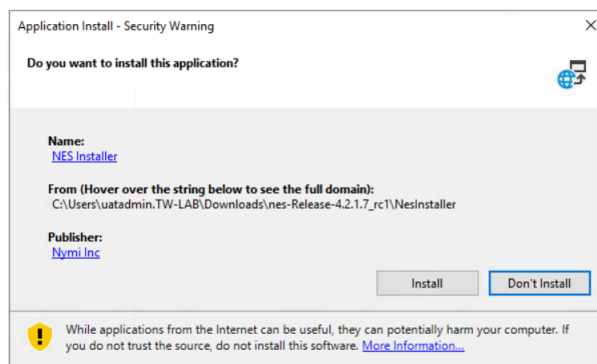 Application Install - Security Warning
Do you want to install this application?
Name:
NES Installer
From (Hover over the string below to see the full domain):
C:\Users\uatadmin.TW-LAB\Downloads\nes-Release-4.2.1.7_rc1\NesInstaller
Publisher:
Nymi Inc
Install
Don't Install
While applications from the Internet can be useful, they can potentially harm your computer. If
you do not trust the source, do not install this software. More Information...